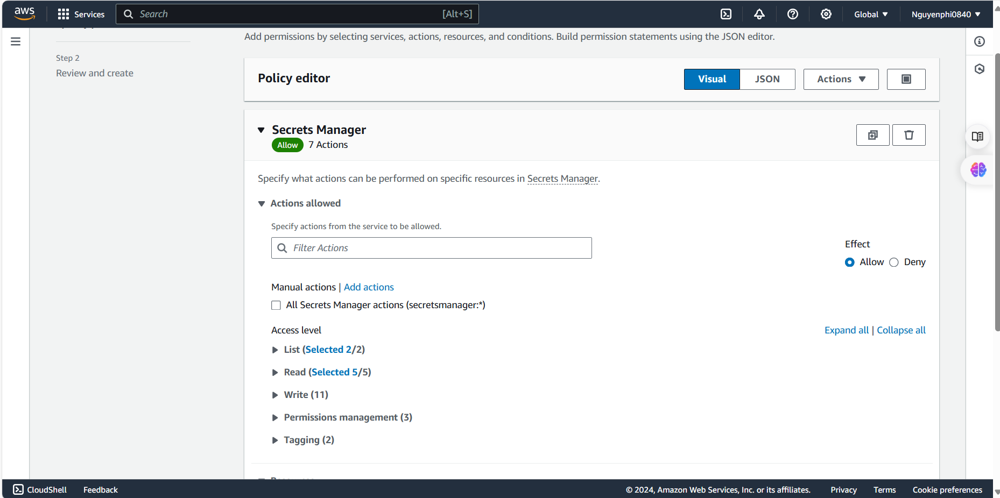 aws
Services
Search
[Alt+S]
Global
Nguyenphi0840
Step 2
Review and create
Add permissions by selecting services, actions, resources, and conditions. Build permission statements using the JSON editor.
Policy editor
Visual
JSON
Actions
Secrets Manager
Allow
7 Actions
Specify what actions can be performed on specific resources in Secrets Manager.
Actions allowed
Specify actions from the service to be allowed.
Filter Actions
Effect
Allow
Deny
Manual actions | Add actions
All Secrets Manager actions (secretsmanager:*)
Access level
Expand all | Collapse all
List (Selected 2/2)
Read (Selected 5/5)
Write (11)
Permissions management (3)
Tagging (2)
CloudShell
Feedback
© 2024, Amazon Web Services, Inc. or its affiliates.
Privacy
Terms
Cookie preferences